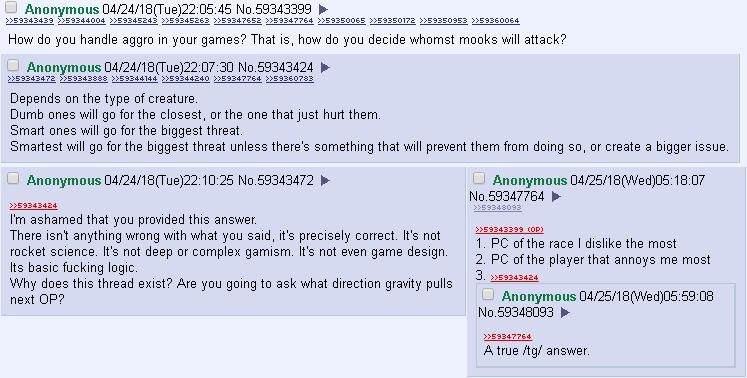 Anonymous 04/24/18(Tue)22:05:45 No.59343399 ▶
>>59343439 >>59344004 >>59345243 >>59345263 >>59347652 >>59347764 >>59350065 >>59350172 >>59350953 >>59360064
How do you handle aggro in your games? That is, how do you decide whomst mooks will attack?
Anonymous 04/24/18(Tue)22:07:30 No.59343424 ▶
>>59343472 >>59343888 >>59344144 >>59344240 >>59347764 >>59360783
Depends on the type of creature.
Dumb ones will go for the closest, or the one that just hurt them.
Smart ones will go for the biggest threat.
Smartest will go for the biggest threat unless there's something that will prevent them from doing so, or create a bigger issue.
Anonymous 04/24/18(Tue)22:10:25 No.59343472 ▶
>>59343424
I'm ashamed that you provided this answer.
There isn't anything wrong with what you said, it's precisely correct. It's not
rocket science. It's not deep or complex gamism. It's not even game design.
Its basic fucking logic.
Why does this thread exist? Are you going to ask what direction gravity pulls
next OP?
Anonymous 04/25/18(Wed)05:18:07
No.59347764 ▶
>>59348093
>>59343399 (OP)
1. PC of the race I dislike the most
2. PC of the player that annoys me most
3. >>59343424
Anonymous 04/25/18(Wed)05:59:08
No.59348093 ▶
>>59347764
A true /tg/ answer.